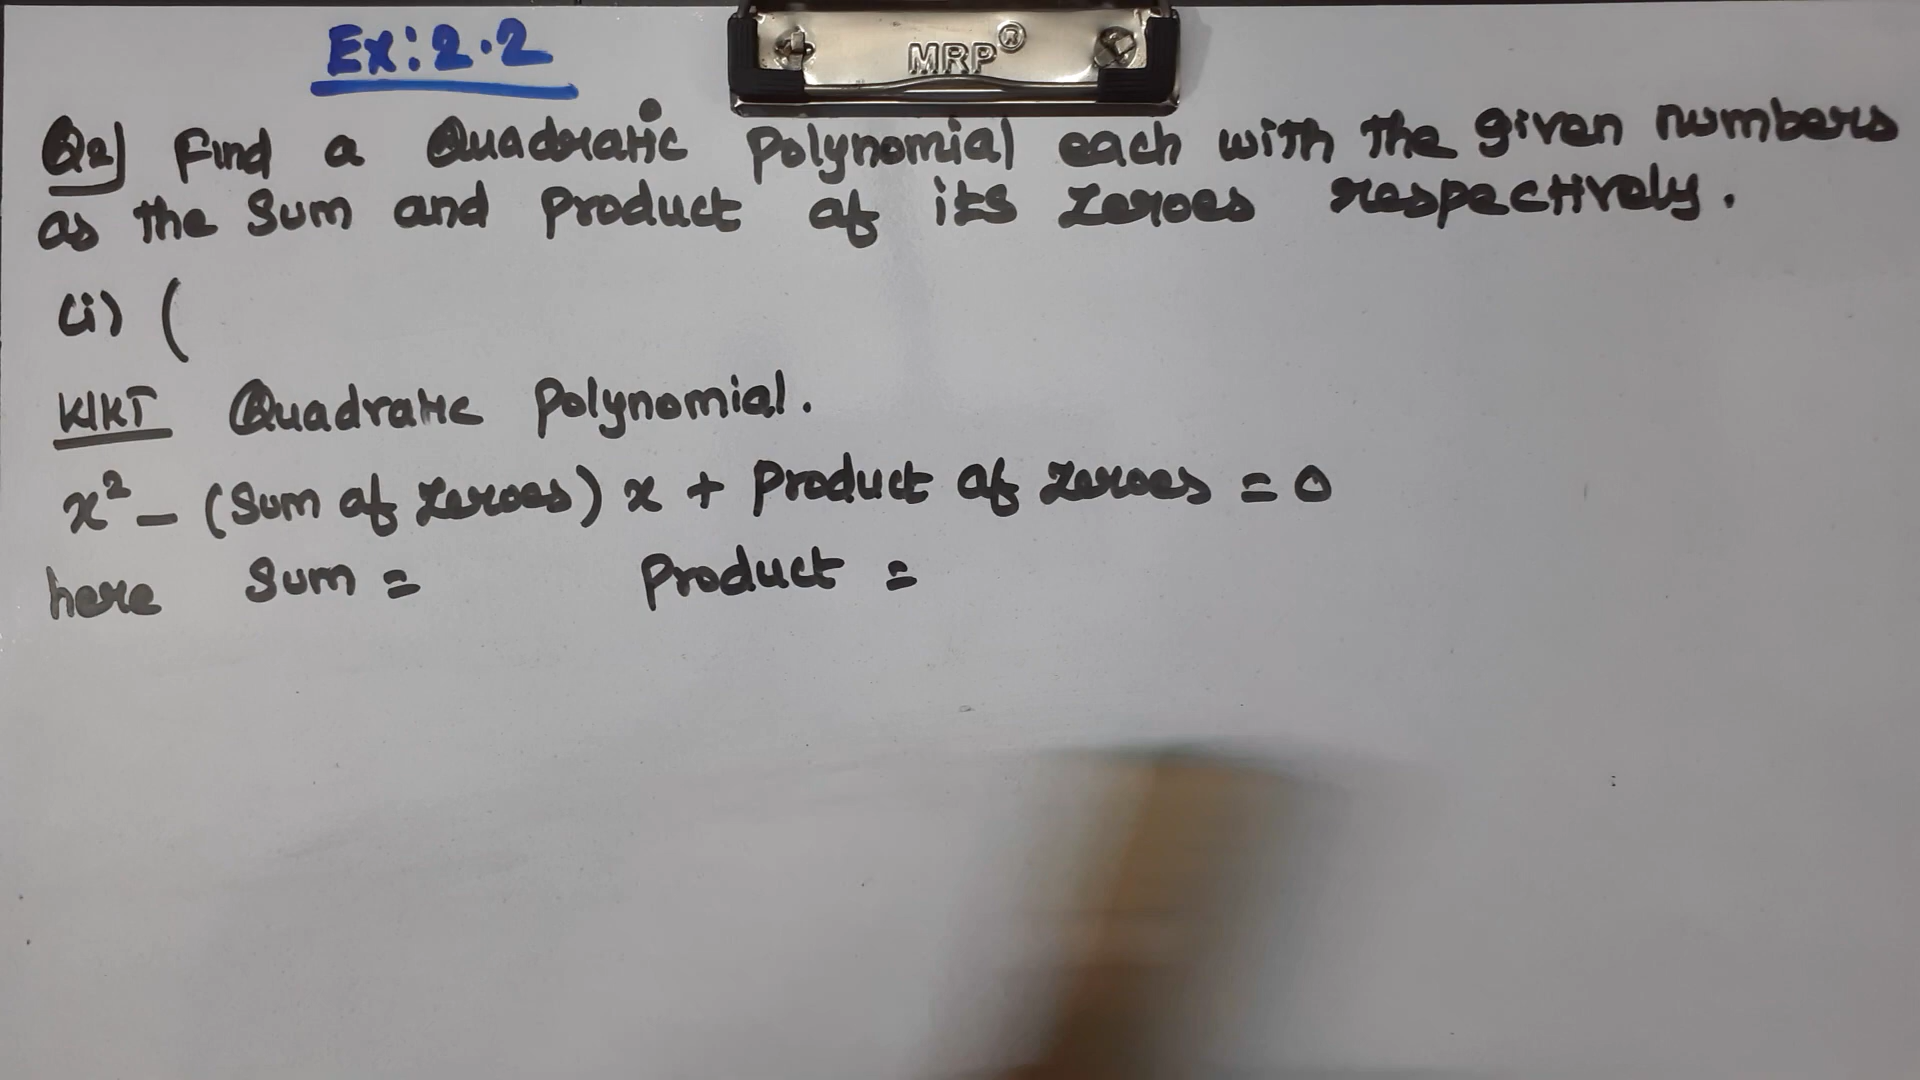 Ex: 2.2
MRP®
Q2) Find a Quadratic Polynomial each with the given numbers
as the sum and product of its zeroes respectively.
(i) (
KIKT Quadratic Polynomial.
x² - (Sum of zeroes) x + product of zeroes = 0
here Sum = Product =